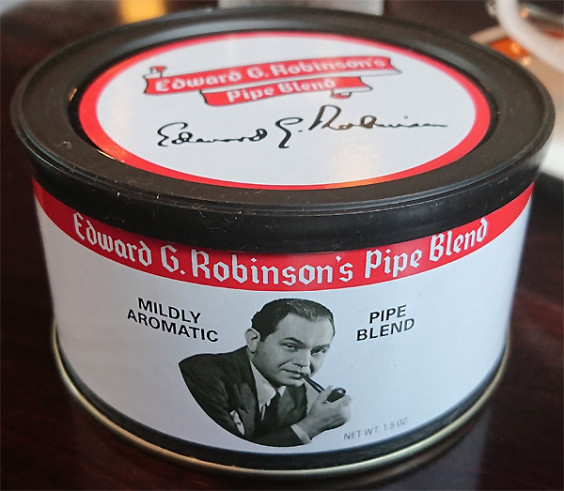 Edward G. Robinson's
Pipe Blend
Edward G. Robinson
Edward G. Robinson's Pipe Blend
MILDLY
AROMATIC
PIPE
BLEND
NET WT. 1.5 OZ.